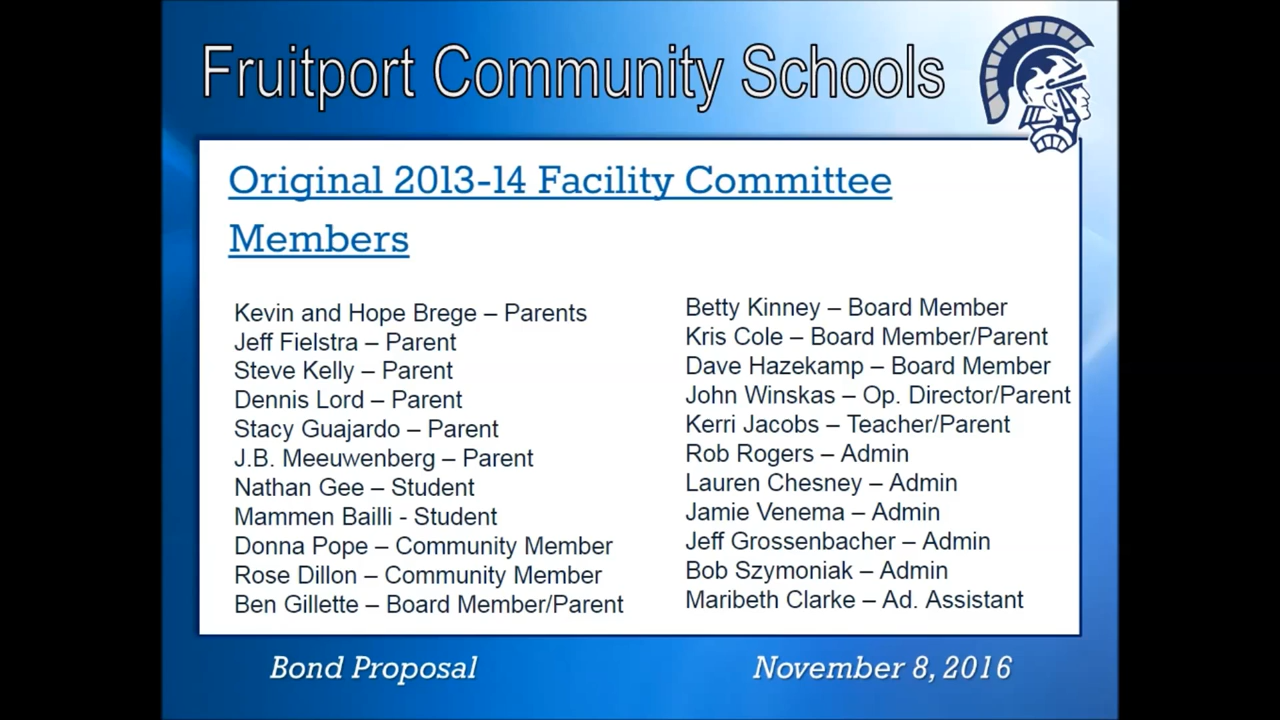 Fruitport Community Schools
Original 2013-14 Facility Committee
Members
Kevin and Hope Brege – Parents
Jeff Fielstra – Parent
Steve Kelly – Parent
Dennis Lord – Parent
Stacy Guajardo – Parent
J.B. Meeuwenberg – Parent
Nathan Gee – Student
Mammen Bailli - Student
Donna Pope – Community Member
Rose Dillon – Community Member
Ben Gillette – Board Member/Parent
Betty Kinney – Board Member
Kris Cole – Board Member/Parent
Dave Hazekamp – Board Member
John Winskas – Op. Director/Parent
Kerri Jacobs – Teacher/Parent
Rob Rogers – Admin
Lauren Chesney – Admin
Jamie Venema – Admin
Jeff Grossenbacher – Admin
Bob Szymoniak – Admin
Maribeth Clarke – Ad. Assistant
Bond Proposal
November 8, 2016